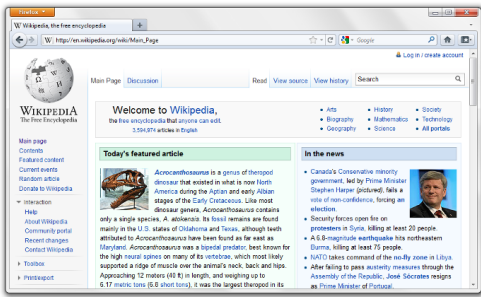 Firefox
Wikipedia, the free encyclopedia
http://en.wikipedia.org/wiki/Main_Page
Google
Log in / create account
Main Page Discussion Read View source View history Search
WIKIPEDIA
The Free Encyclopedia
Main page
Contents
Featured content
Current events
Random article
Donate to Wikipedia
Interaction
Help
About Wikipedia
Community portal
Recent changes
Contact Wikipedia
Toolbox
Print/export
Welcome to Wikipedia,
the free encyclopedia that anyone can edit.
3,594,874 articles in English
Arts
Biography
Geography
History
Mathematics
Science
Society
Technology
All portals
Today's featured article
Acrocanthosaurus is a genus of theropod
dinosaur that existed in what is now North
America during the Aptian and early Albian
stages of the Early Cretaceous. Like most
dinosaur genera, Acrocanthosaurus contains
only a single species, A. atokensis. Its fossil remains are found
mainly in the U.S. states of Oklahoma and Texas, although teeth
attributed to Acrocanthosaurus have been found as far east as
Maryland. Acrocanthosaurus was a bipedal predator, best known for
the high neural spines on many of its vertebrae, which most likely
supported a ridge of muscle over the animal's neck, back and hips.
Approaching 12 meters (40 ft) in length, and weighing up to
6.17 metric tons (6.8 short tons), it was the largest theropod in its
In the news
Canada's Conservative minority
government, led by Prime Minister
Stephen Harper (pictured), fails a
vote of non-confidence, forcing an
election.
Security forces open fire on
protesters in Syria, killing at least 20 people.
A 6.8-magnitude earthquake hits northeastern
Burma, killing at least 75 people.
NATO takes command of the no-fly zone in Libya.
After failing to pass austerity measures through the
Assembly of the Republic, José Sócrates resigns
as Prime Minister of Portugal.